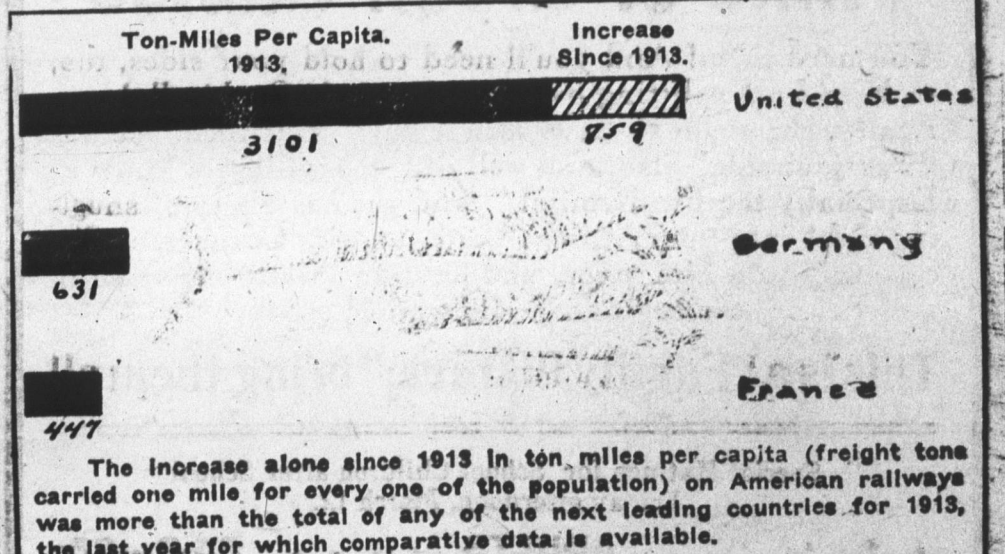 Ton-Miles Per Capita. Increase
1913. Since 1913.
United States
3101 859
Germany
631
France
447
The increase alone since 1913 in ton miles per capita (freight tons
carried one mile for every one of the population) on American railways
was more than the total of any of the next leading countries for 1913,
the last year for which comparative data is available.